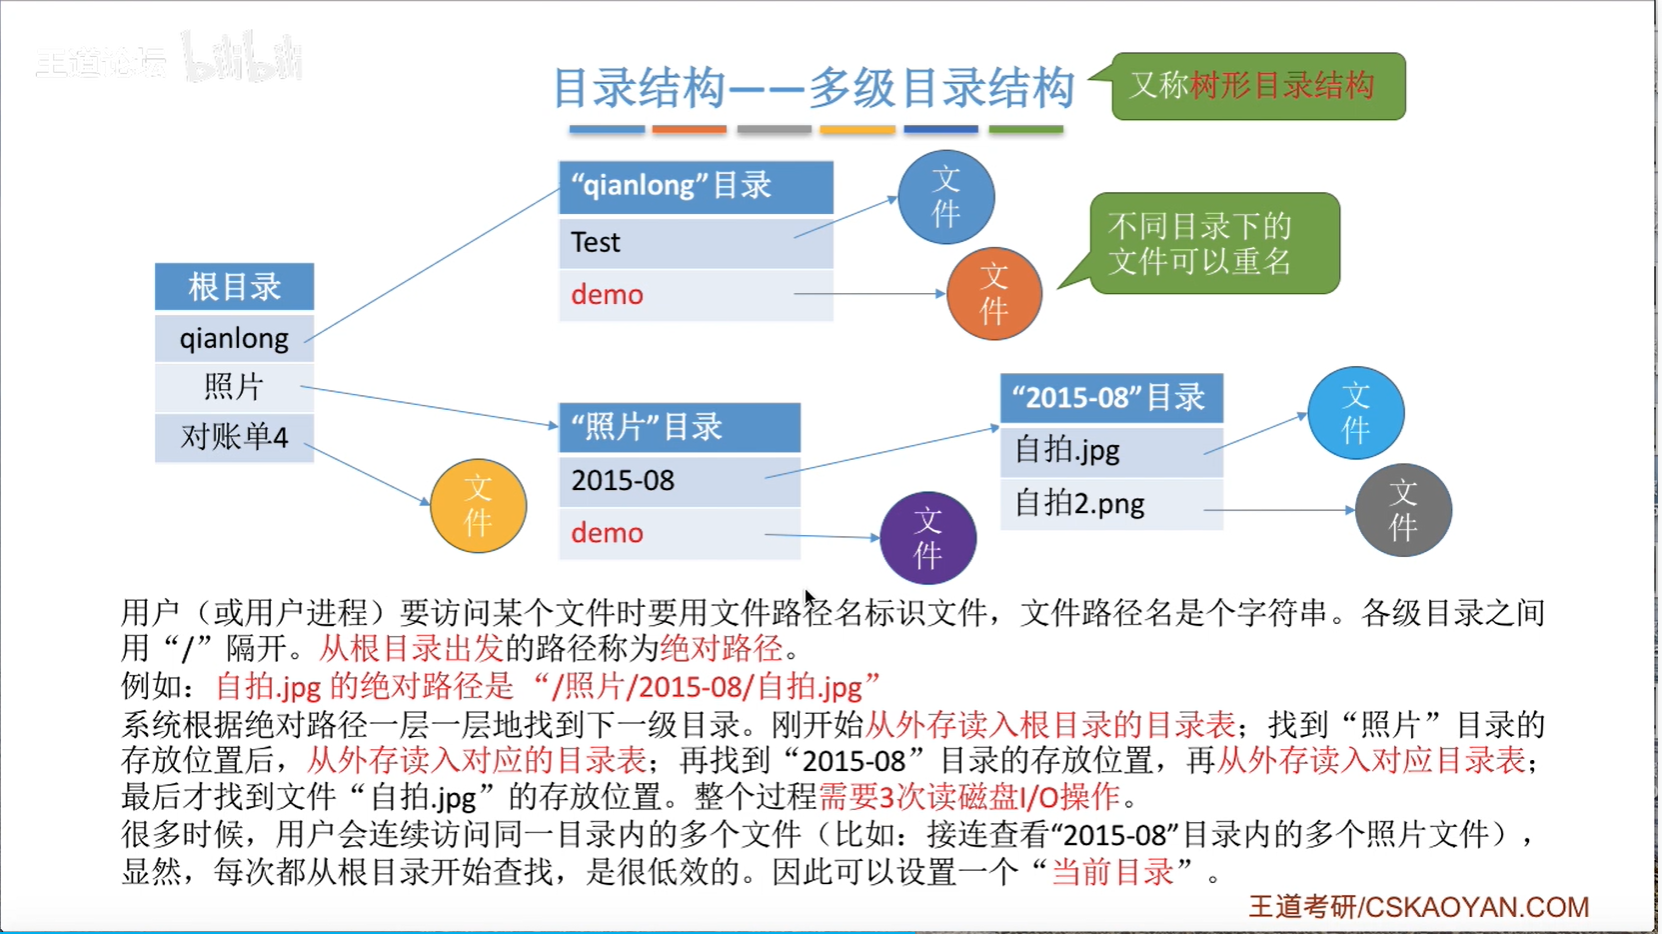 王道论坛 bilibili
目录结构——多级目录结构
又称树形目录结构
“qianlong”目录
Test
demo
文件
文件
不同目录下的
文件可以重名
根目录
qianlong
照片
对账单4
文件
“照片”目录
2015-08
demo
文件
“2015-08”目录
自拍.jpg
自拍2.png
文件
文件
用户（或用户进程）要访问某个文件时要用文件路径名标识文件，文件路径名是个字符串。各级目录之间
用“/”隔开。从根目录出发的路径称为绝对路径。
例如：自拍.jpg 的绝对路径是“/照片/2015-08/自拍.jpg”
系统根据绝对路径一层一层地找到下一级目录。刚开始从外存读入根目录的目录表；找到“照片”目录的
存放位置后，从外存读入对应的目录表；再找到“2015-08”目录的存放位置，再从外存读入对应目录表；
最后才找到文件“自拍.jpg”的存放位置。整个过程需要3次读磁盘I/O操作。
很多时候，用户会连续访问同一目录内的多个文件（比如：接连查看“2015-08”目录内的多个照片文件），
显然，每次都从根目录开始查找，是很低效的。因此可以设置一个“当前目录”。
王道考研/CSKAOYAN.COM